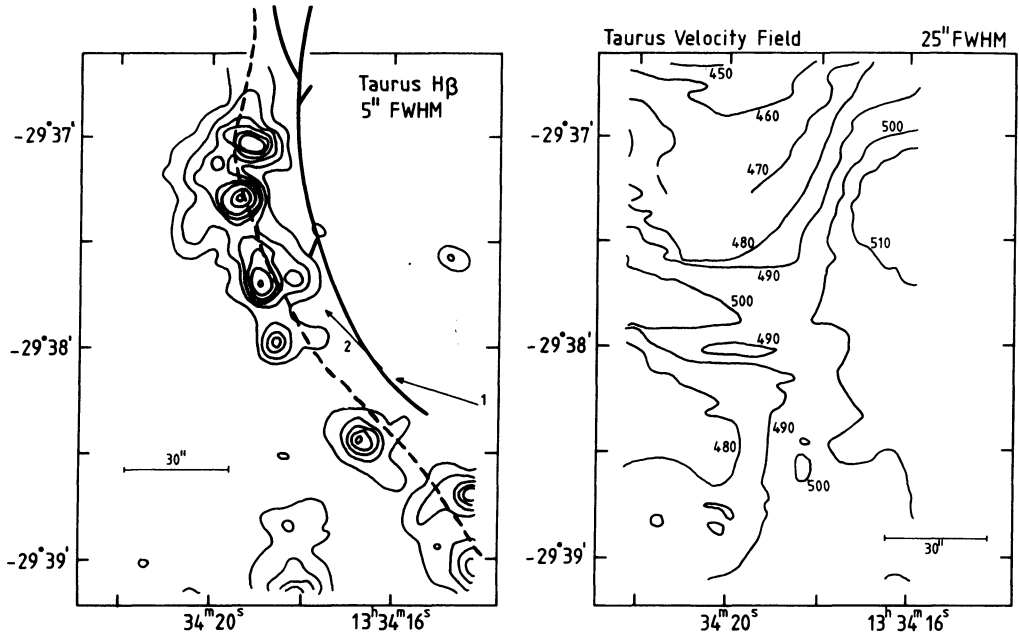 Taurus Hβ
5" FWHM
-29°37'
-29°38'
-29°39'
2
1
30"
34ᵐ20ˢ
13ʰ34ᵐ16ˢ
Taurus Velocity Field
25" FWHM
-29°37'
-29°38'
-29°39'
450
460
500
470
480
510
490
500
490
490
480
500
30"
34ᵐ20ˢ
13ʰ34ᵐ16ˢ